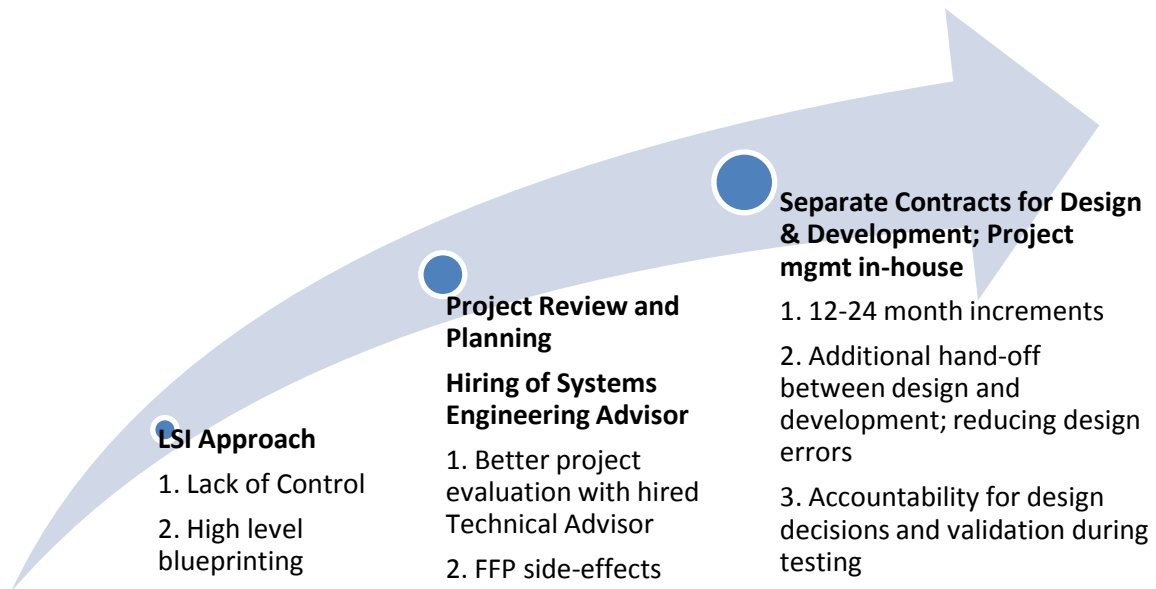 LSI Approach
1. Lack of Control
2. High level
blueprinting
Project Review and
Planning
Hiring of Systems
Engineering Advisor
1. Better project
evaluation with hired
Technical Advisor
2. FFP side-effects
Separate Contracts for Design
& Development; Project
mgmt in-house
1. 12-24 month increments
2. Additional hand-off
between design and
development; reducing design
errors
3. Accountability for design
decisions and validation during
testing